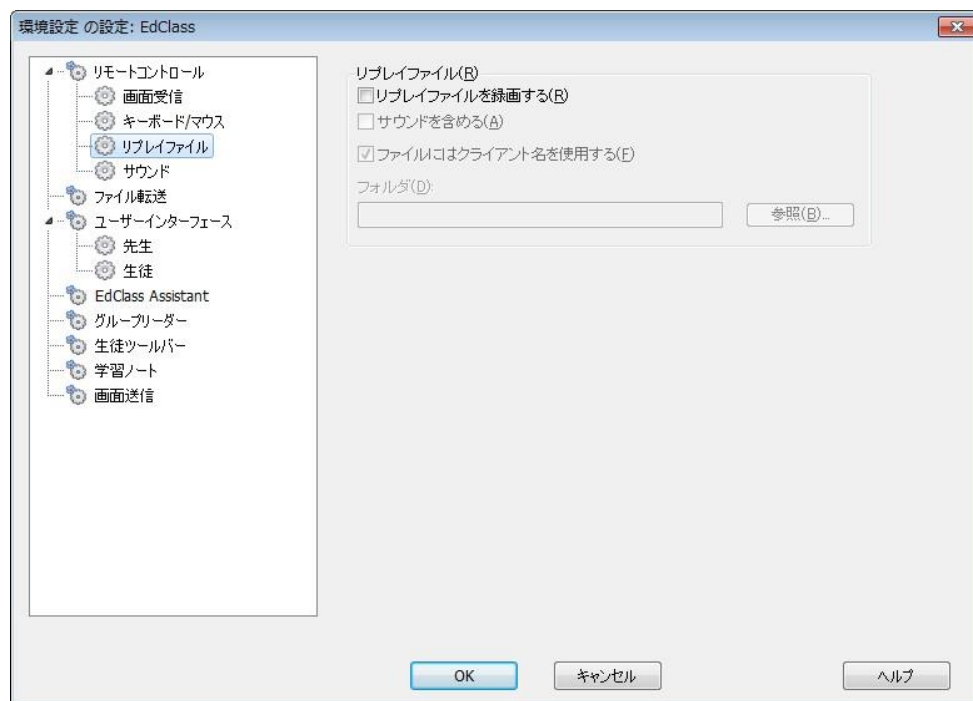 環境設定 の設定: EdClass
リモートコントロール
画面受信
キーボード/マウス
リプレイファイル
サウンド
ファイル転送
ユーザーインターフェース
先生
生徒
EdClass Assistant
グループリーダー
生徒ツールバー
学習ノート
画面送信
リプレイファイル(R)
リプレイファイルを録画する(R)
サウンドを含める(A)
ファイルにはクライアント名を使用する(F)
フォルダ(D):
参照(B)...
OK
キャンセル
ヘルプ